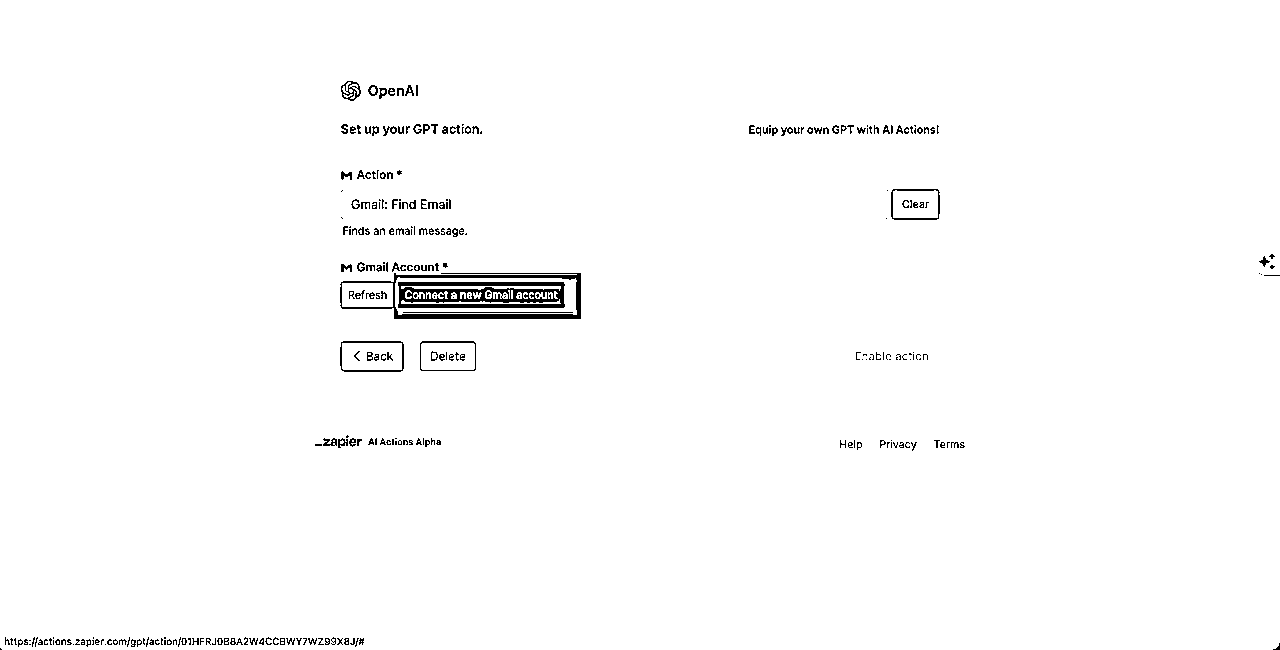 OpenAI
Set up your GPT action.
Equip your own GPT with AI Actions!
Action *
Gmail: Find Email
Clear
Finds an email message.
Gmail Account *
Refresh
Connect a new Gmail account
Back
Delete
Enable action
_zapier AI Actions Alpha
Help Privacy Terms
https://actions.zapier.com/gpt/action/01HFRJ0B8A2W4CCBWY7WZ99X8J/#